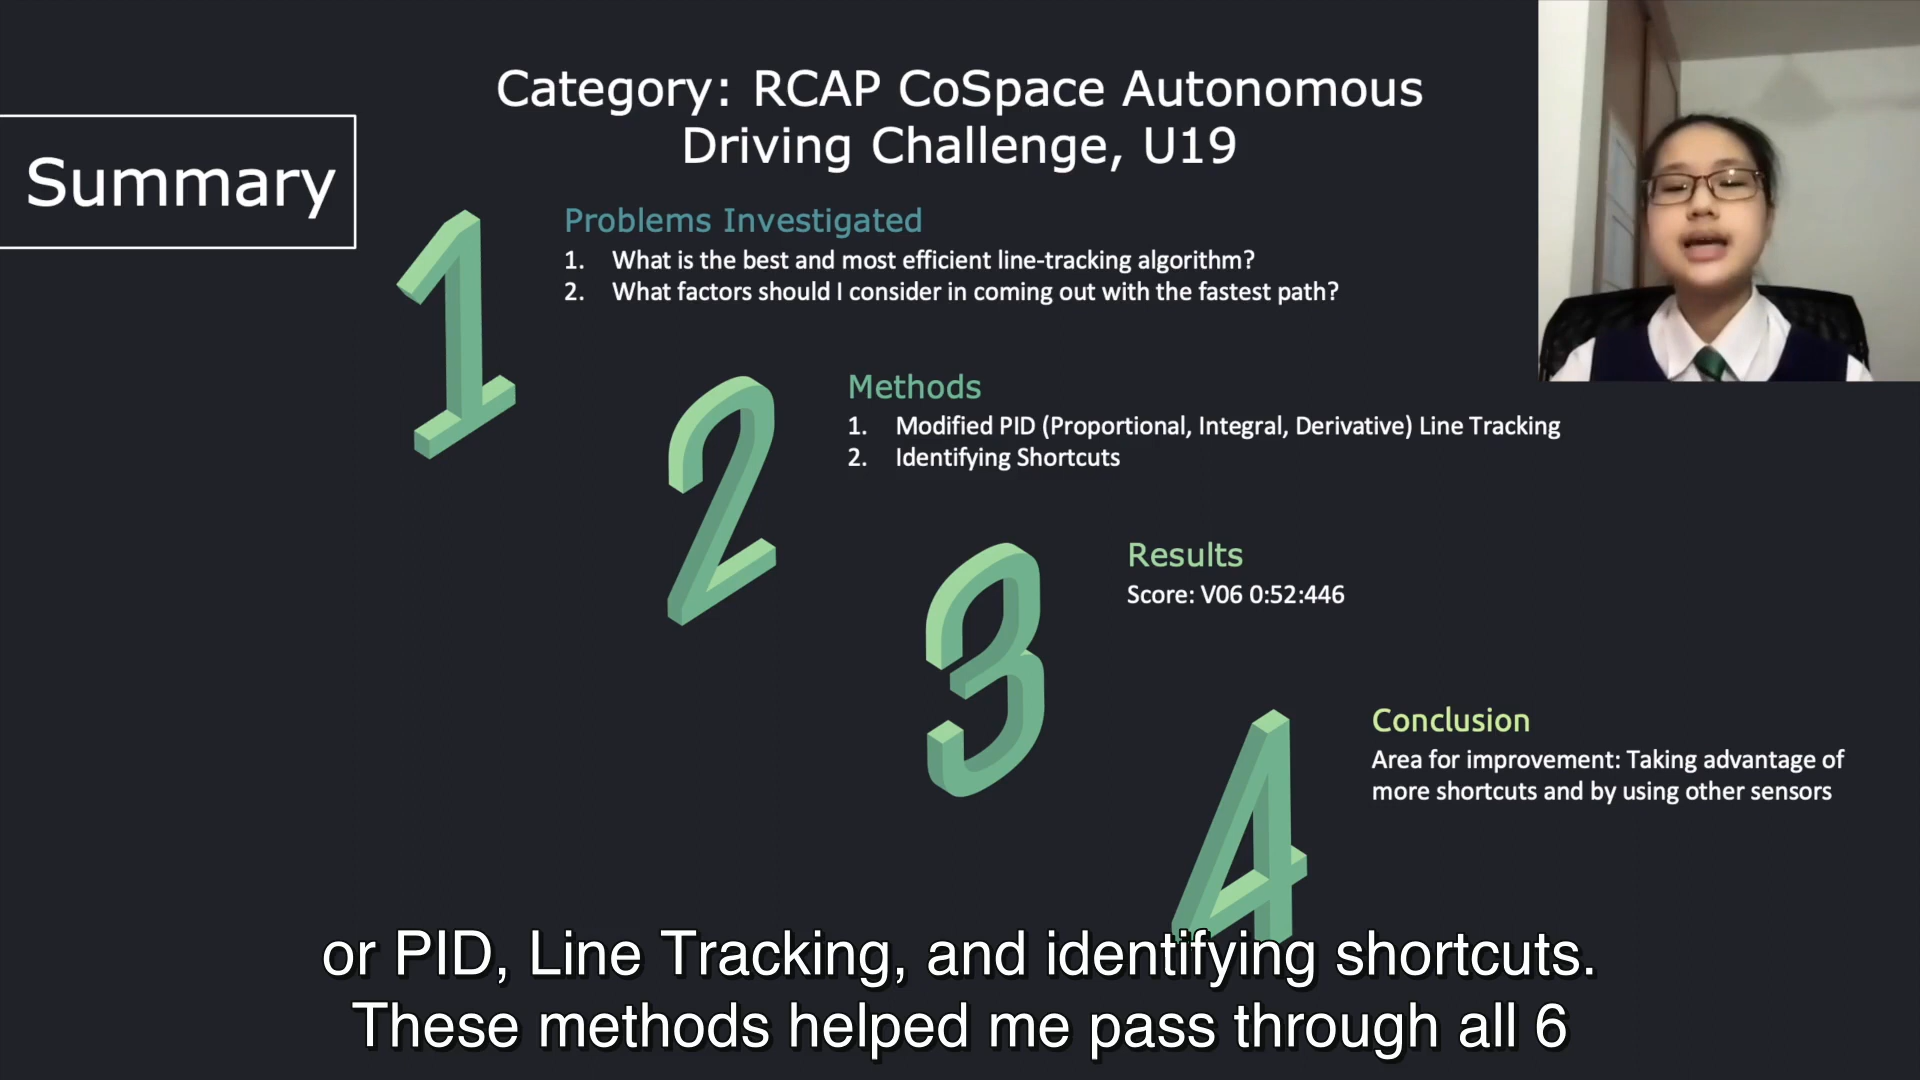 Category: RCAP CoSpace Autonomous
Driving Challenge, U19
Summary
1
Problems Investigated
1. What is the best and most efficient line-tracking algorithm?
2. What factors should I consider in coming out with the fastest path?
2
Methods
1. Modified PID (Proportional, Integral, Derivative) Line Tracking
2. Identifying Shortcuts
3
Results
Score: V06 0:52:446
4
Conclusion
Area for improvement: Taking advantage of
more shortcuts and by using other sensors
or PID, Line Tracking, and identifying shortcuts.
These methods helped me pass through all 6